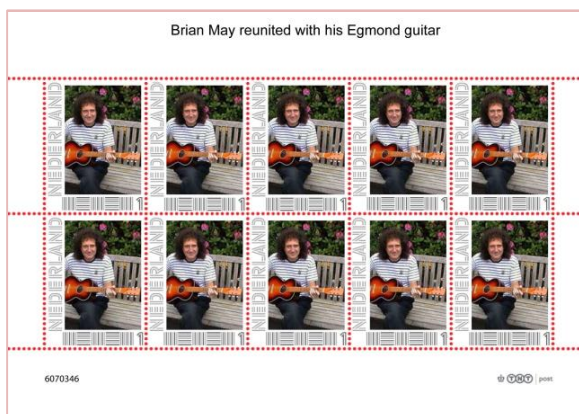 Brian May reunited with his Egmond guitar
NEDERLAND NEDERLAND NEDERLAND NEDERLAND NEDERLAND
1 1 1 1 1
NEDERLAND NEDERLAND NEDERLAND NEDERLAND NEDERLAND
1 1 1 1 1
6070346
TNT post